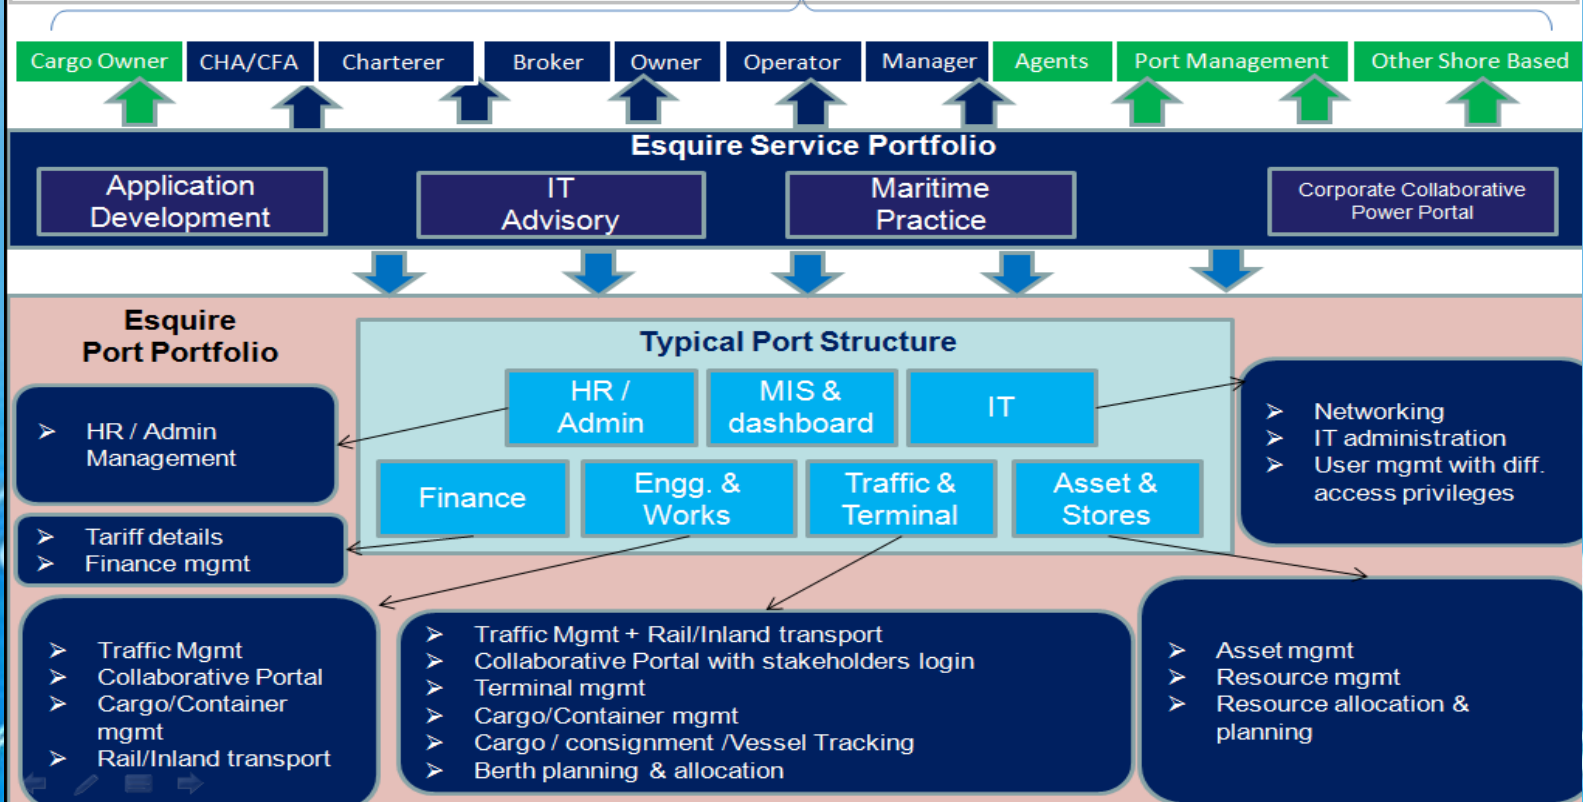 Cargo Owner
CHA/CFA
Charterer
Broker
Owner
Operator
Manager
Agents
Port Management
Other Shore Based
Esquire Service Portfolio
Application
Development
IT
Advisory
Maritime
Practice
Corporate Collaborative
Power Portal
Esquire
Port Portfolio
Typical Port Structure
HR /
Admin
MIS &
dashboard
IT
Finance
Engg. &
Works
Traffic &
Terminal
Asset &
Stores
➢ HR / Admin
Management
➢ Tariff details
➢ Finance mgmt
➢ Networking
➢ IT administration
➢ User mgmt with diff.
access privileges
➢ Traffic Mgmt
➢ Collaborative Portal
➢ Cargo/Container
mgmt
➢ Rail/Inland transport
➢ Traffic Mgmt + Rail/Inland transport
➢ Collaborative Portal with stakeholders login
➢ Terminal mgmt
➢ Cargo/Container mgmt
➢ Cargo / consignment /Vessel Tracking
➢ Berth planning & allocation
➢ Asset mgmt
➢ Resource mgmt
➢ Resource allocation &
planning